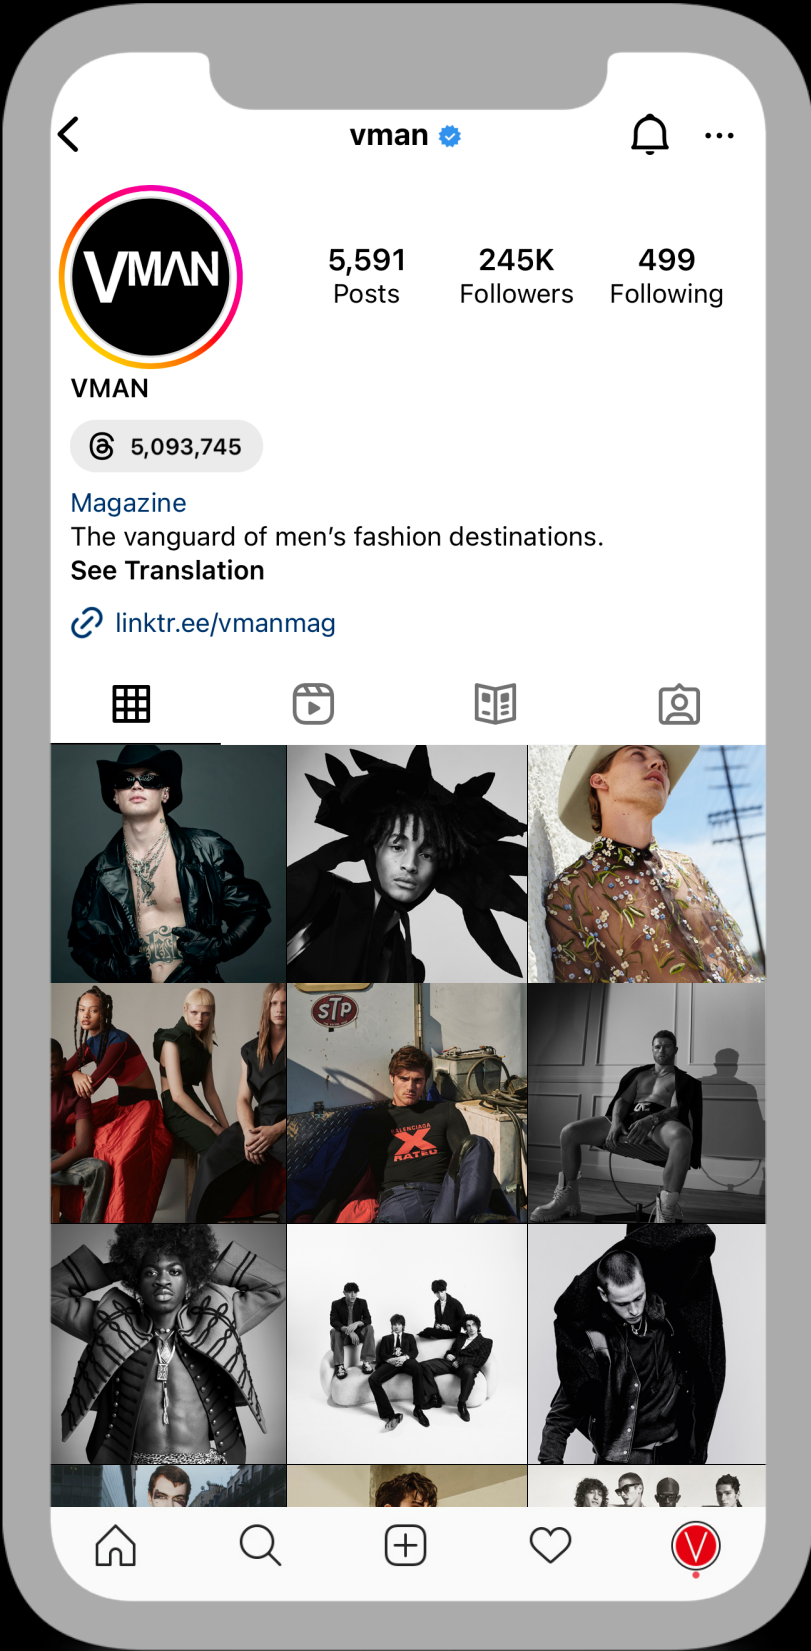 vman
VMAN
5,591 245K 499
Posts Followers Following
VMAN
5,093,745
Magazine
The vanguard of men’s fashion destinations.
See Translation
linktr.ee/vmanmag
STP
BALENCIAGA
X
RATED
V